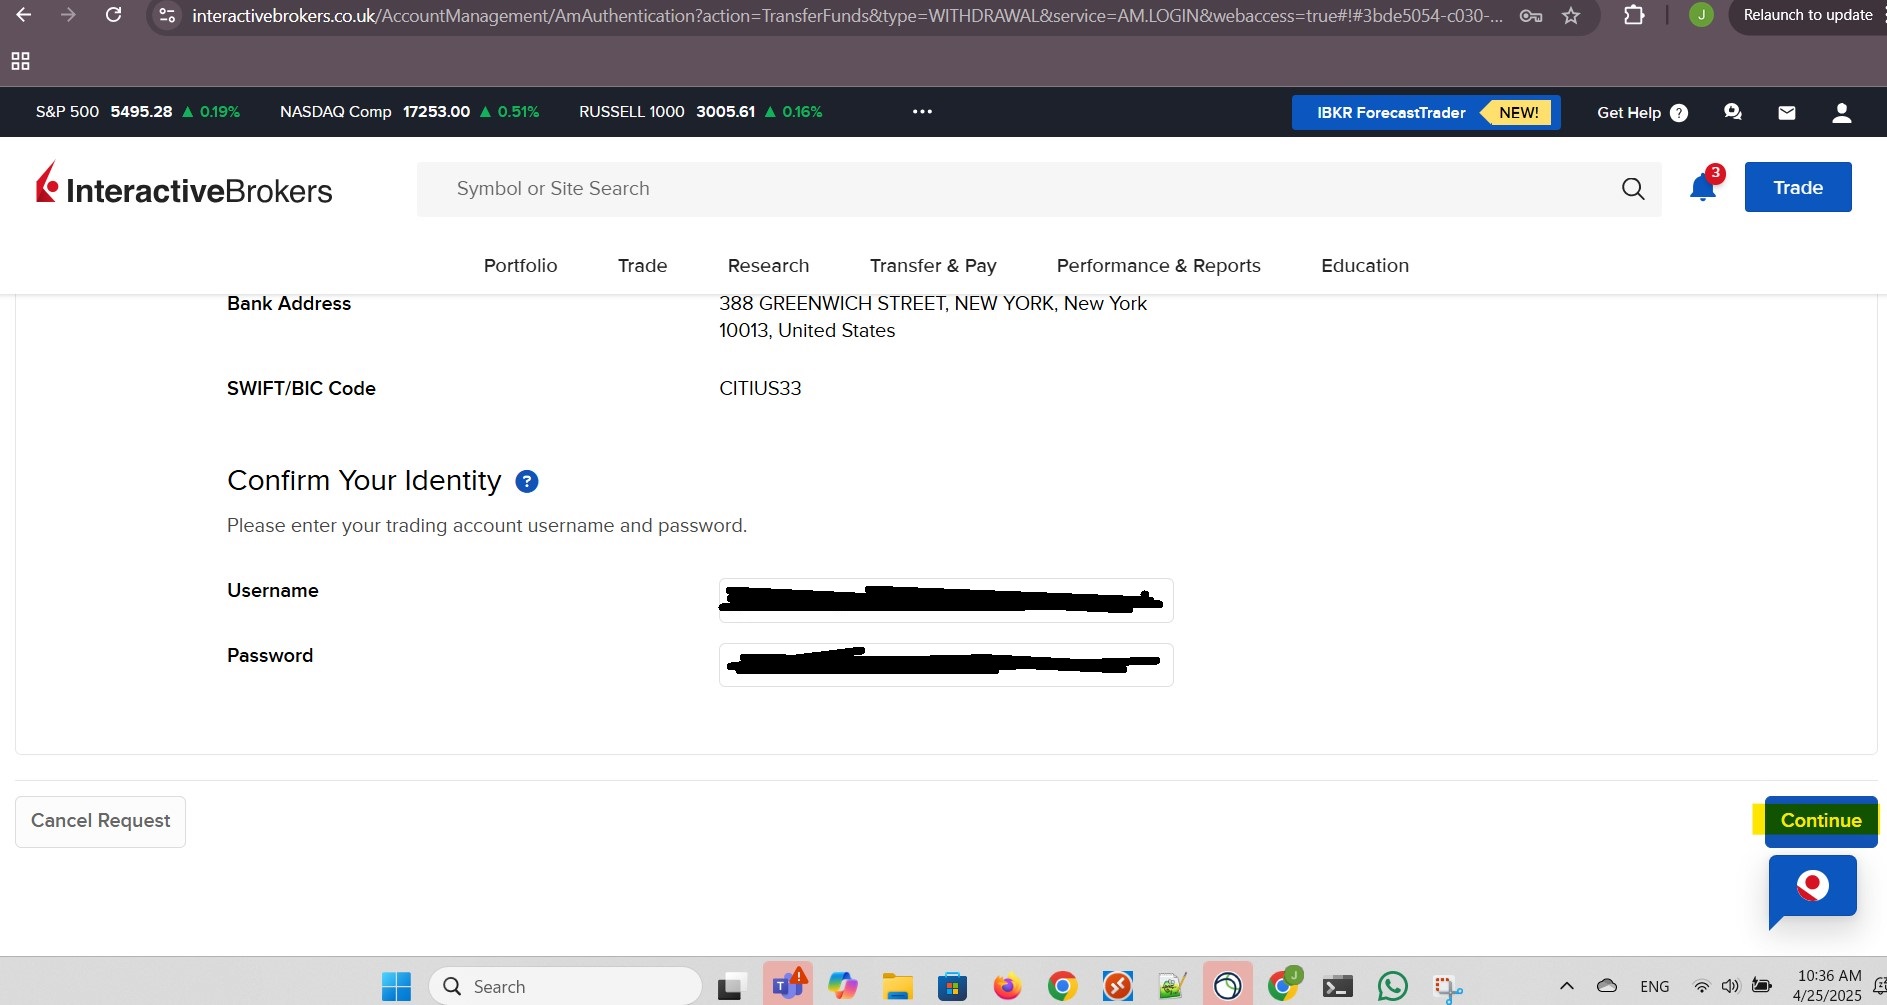 interactivebrokers.co.uk/AccountManagement/AmAuthentication?action=TransferFunds&type=WITHDRAWAL&service=AM.LOGIN&webaccess=true#!#3bde5054-c030-...
J
Relaunch to update
S&P 500 5495.28 ▲ 0.19% NASDAQ Comp 17253.00 ▲ 0.51% RUSSELL 1000 3005.61 ▲ 0.16% ••• IBKR ForecastTrader NEW! Get Help ?
InteractiveBrokers
Symbol or Site Search
3
Trade
Portfolio Trade Research Transfer & Pay Performance & Reports Education
Bank Address 388 GREENWICH STREET, NEW YORK, New York
10013, United States
SWIFT/BIC Code CITIUS33
Confirm Your Identity ?
Please enter your trading account username and password.
Username
Password
Cancel Request Continue
Search
ENG
10:36 AM
4/25/2025